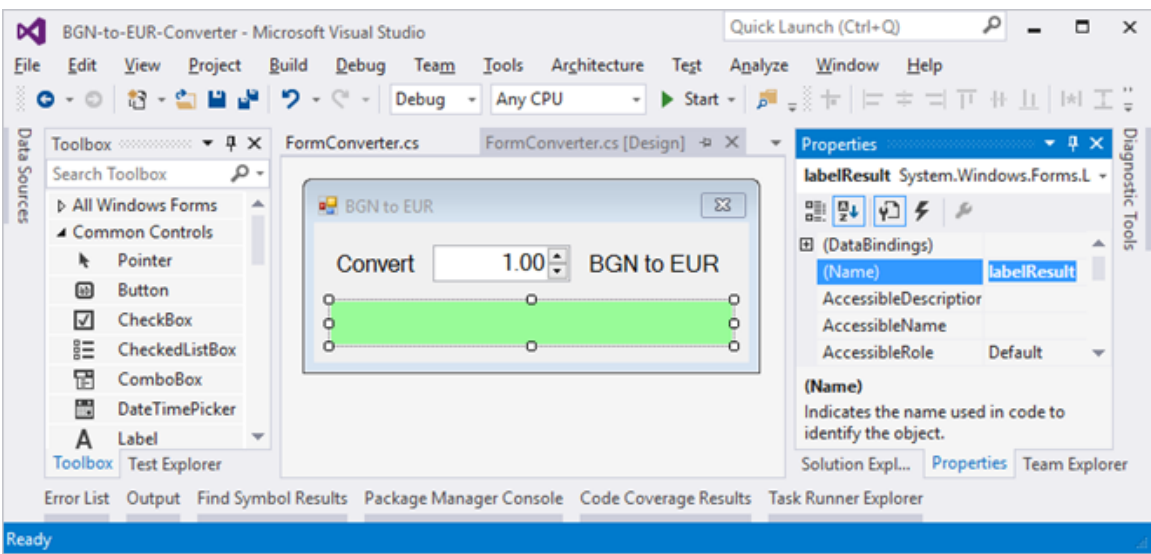 BGN-to-EUR-Converter - Microsoft Visual Studio
Quick Launch (Ctrl+Q)
File Edit View Project Build Debug Team Tools Architecture Test Analyze Window Help
Debug Any CPU Start
Data Sources
Toolbox
Search Toolbox
All Windows Forms
Common Controls
Pointer
Button
CheckBox
CheckedListBox
ComboBox
DateTimePicker
A Label
Toolbox Test Explorer
FormConverter.cs FormConverter.cs [Design]
BGN to EUR
Convert 1.00 BGN to EUR
Properties
labelResult System.Windows.Forms.L
(DataBindings)
(Name) labelResult
AccessibleDescription
AccessibleName
AccessibleRole Default
(Name)
Indicates the name used in code to
identify the object.
Solution Expl... Properties Team Explorer
Diagnostic Tools
Error List Output Find Symbol Results Package Manager Console Code Coverage Results Task Runner Explorer
Ready